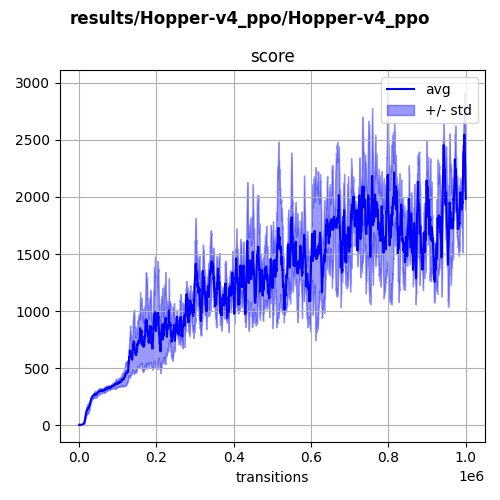 results/Hopper-v4_ppo/Hopper-v4_ppo
score
avg
+/- std
3000
2500
2000
1500
1000
500
0
0.0 0.2 0.4 0.6 0.8 1.0
1e6
transitions